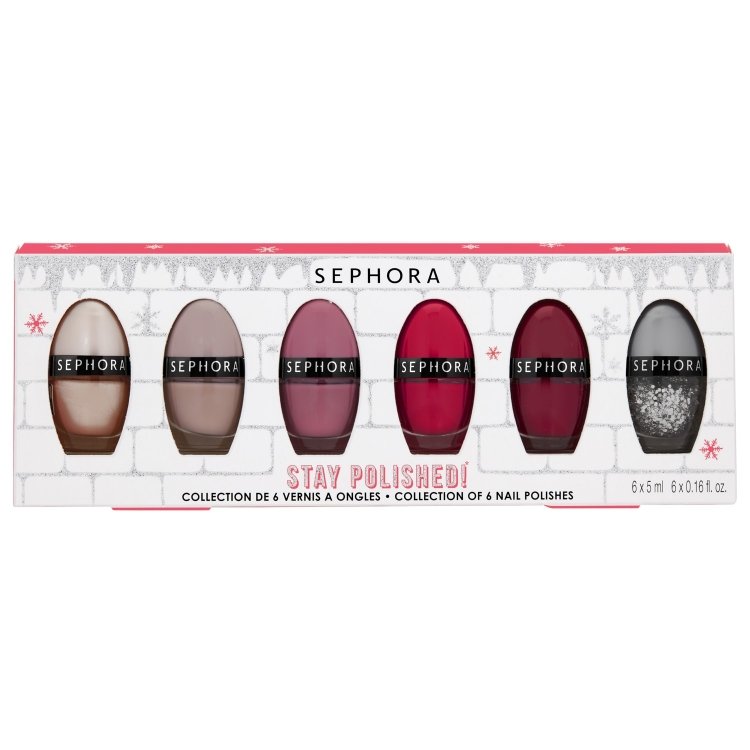 SEPHORA
SEPHORA
SEPHORA
SEPHORA
SEPHORA
SEPHORA
SEPHORA
STAY POLISHED!
COLLECTION DE 6 VERNIS A ONGLES • COLLECTION OF 6 NAIL POLISHES
6 x 5 ml 6 x 0.16 fl. oz.